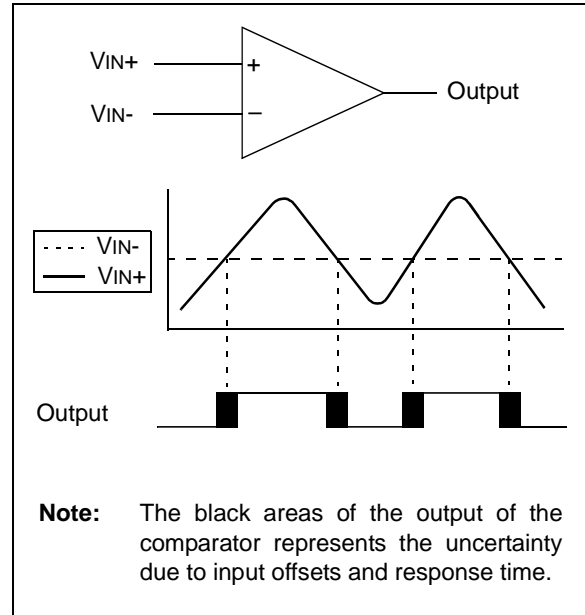 VIN+
+
Output
VIN-
–
VIN-
VIN+
Output
Note: The black areas of the output of the
comparator represents the uncertainty
due to input offsets and response time.